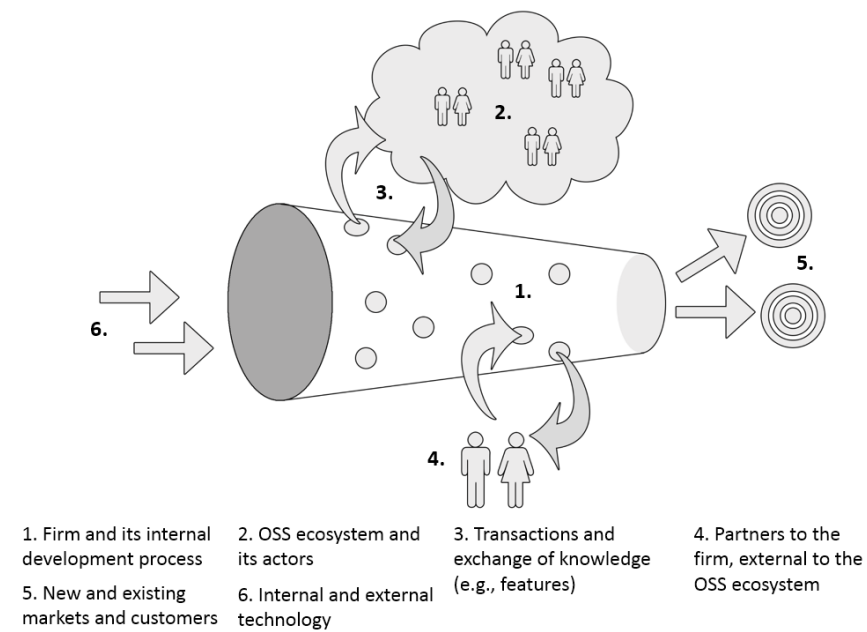 2.
3.
5.
1.
6.
4.
1. Firm and its internal
development process
2. OSS ecosystem and
its actors
3. Transactions and
exchange of knowledge
(e.g., features)
4. Partners to the
firm, external to the
OSS ecosystem
5. New and existing
markets and customers
6. Internal and external
technology